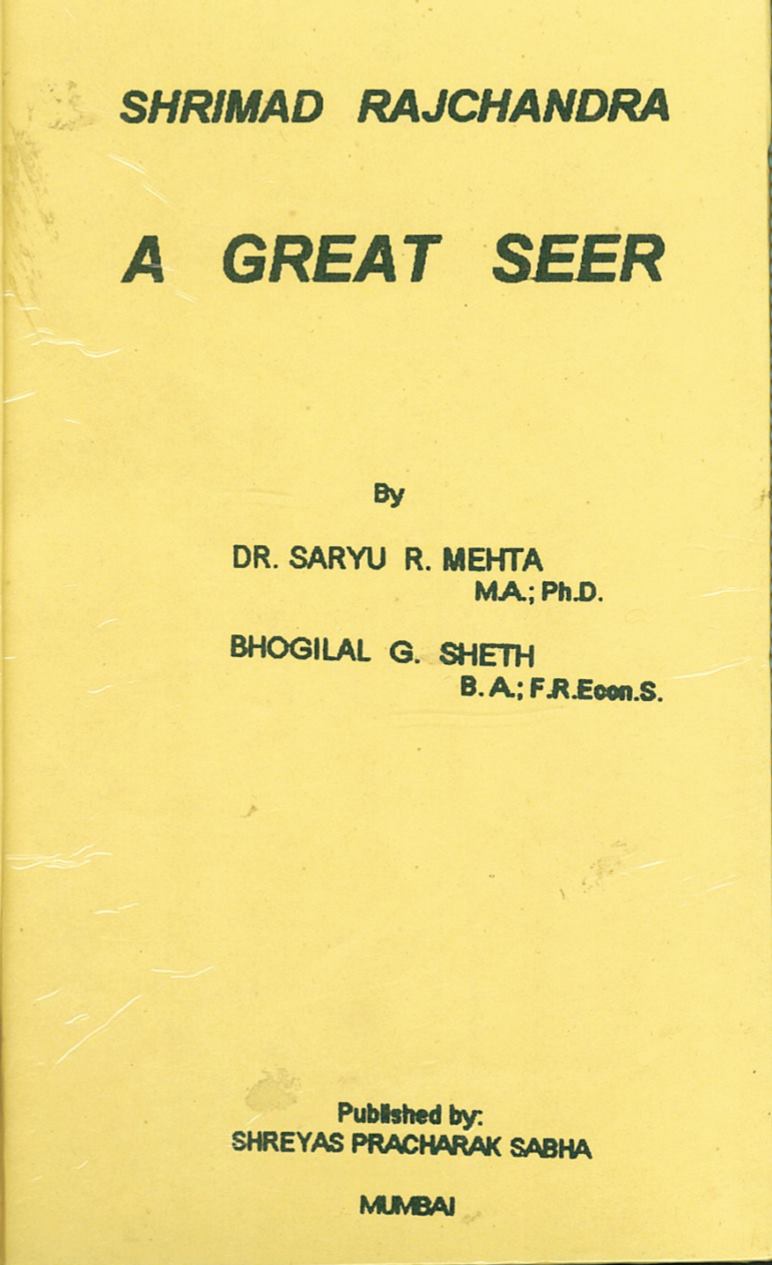 SHRIMAD RAJCHANDRA
A GREAT SEER
By
DR. SARYU R. MEHTA
M.A.; Ph.D.
BHOGILAL G. SHETH
B. A.; F.R.Econ.S.
Published by:
SHREYAS PRACHARAK SABHA
MUMBAI